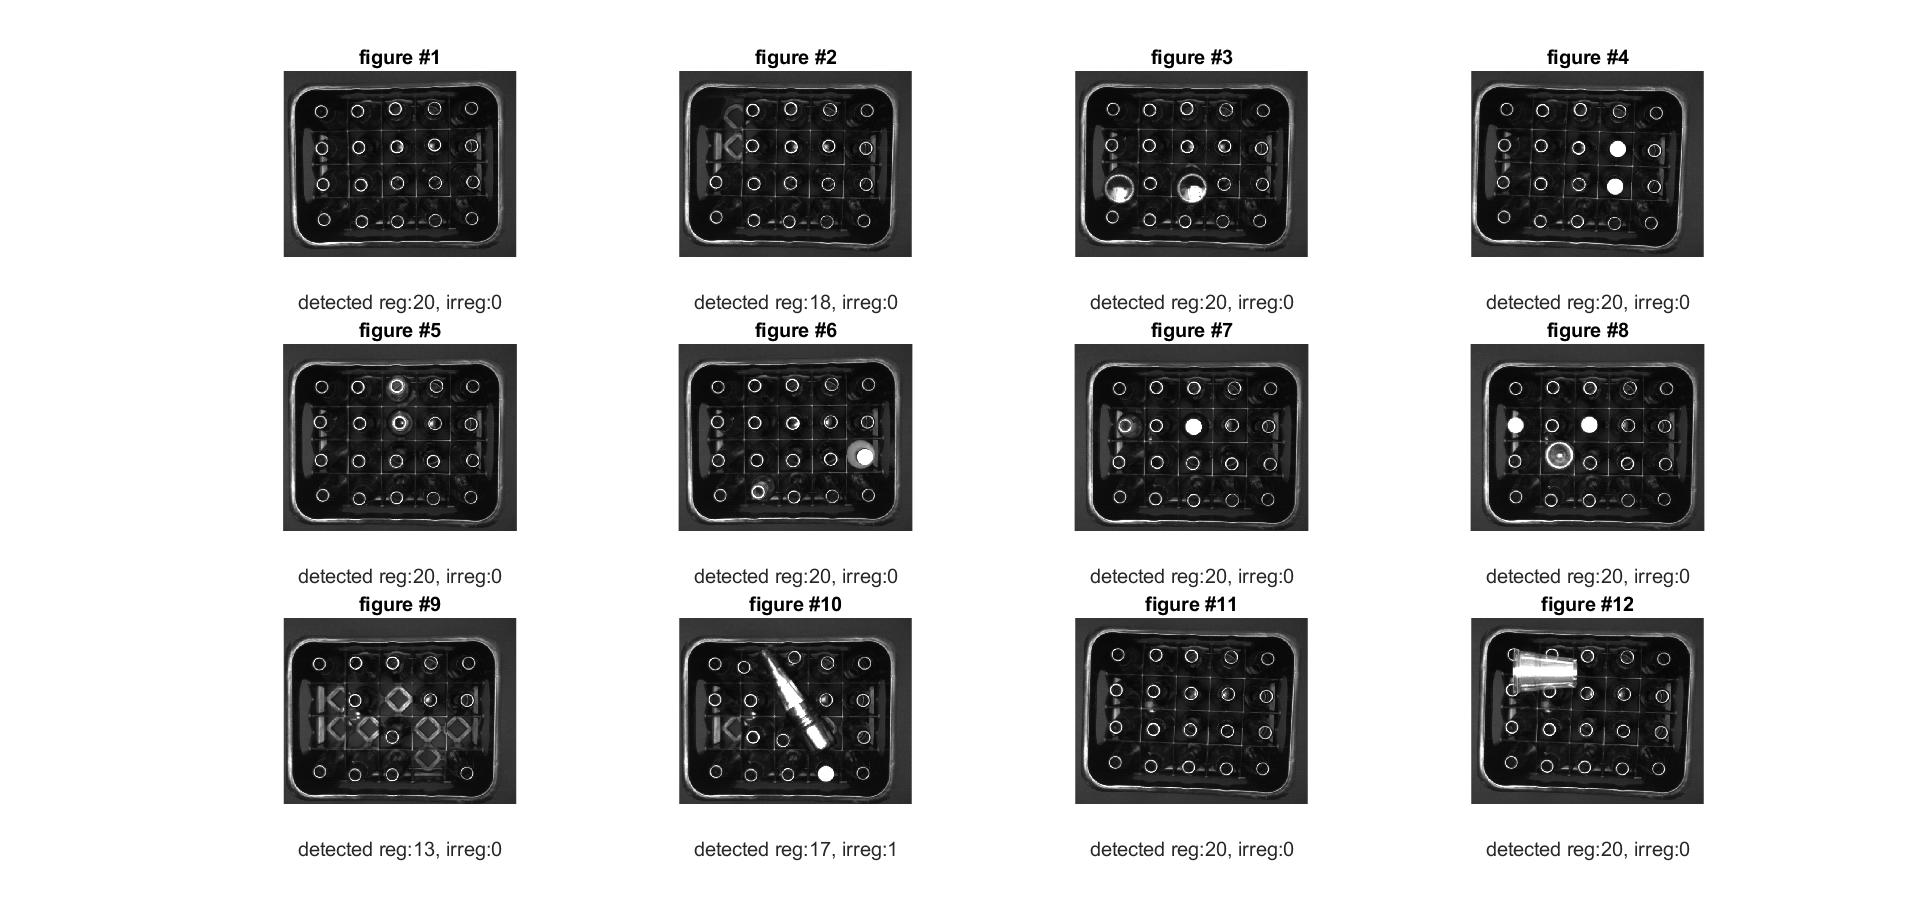 figure #1
figure #2
figure #3
figure #4
detected reg:20, irreg:0
detected reg:18, irreg:0
detected reg:20, irreg:0
detected reg:20, irreg:0
figure #5
figure #6
figure #7
figure #8
detected reg:20, irreg:0
detected reg:20, irreg:0
detected reg:20, irreg:0
detected reg:20, irreg:0
figure #9
figure #10
figure #11
figure #12
detected reg:13, irreg:0
detected reg:17, irreg:1
detected reg:20, irreg:0
detected reg:20, irreg:0